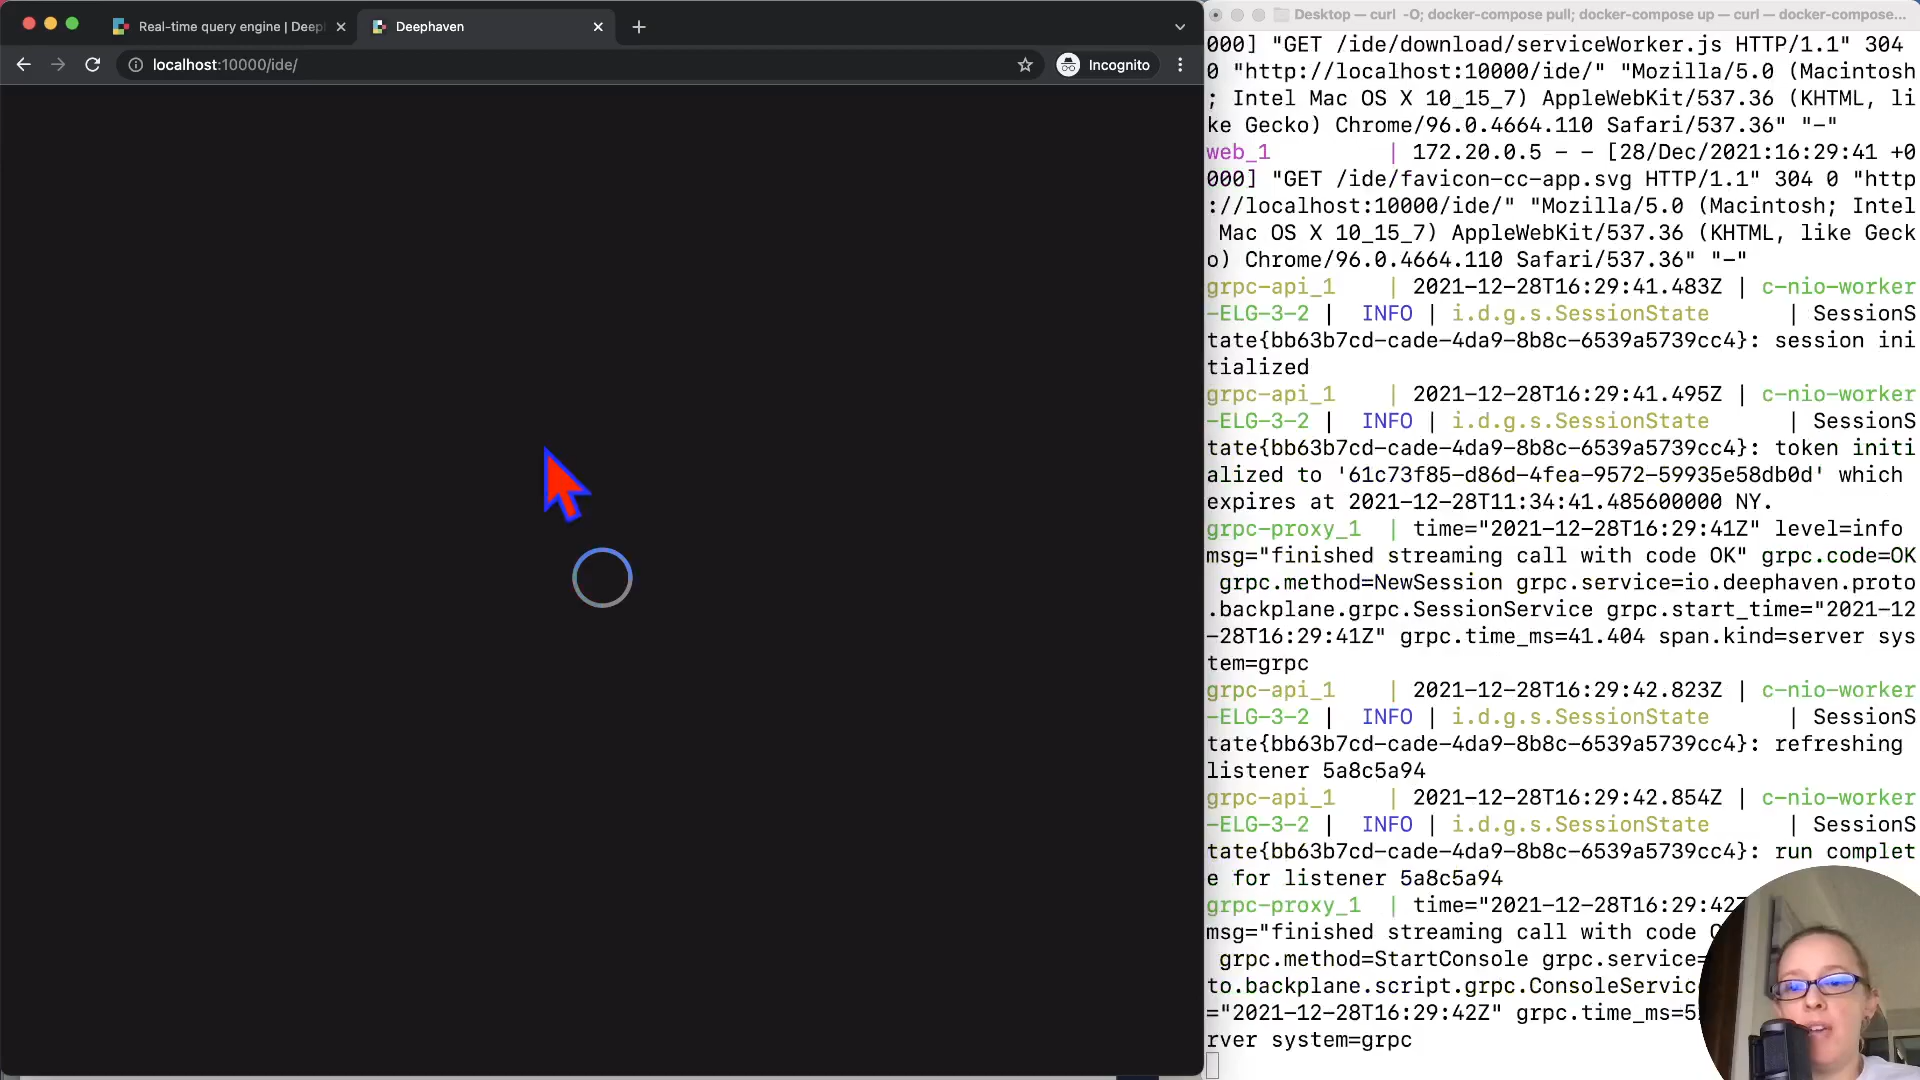 Real-time query engine | Deep
Deephaven
localhost:10000/ide/
Incognito
Desktop — curl -O; docker-compose pull; docker-compose up — curl — docker-compose...
000] "GET /ide/download/serviceWorker.js HTTP/1.1" 304
0 "http://localhost:10000/ide/" "Mozilla/5.0 (Macintosh
; Intel Mac OS X 10_15_7) AppleWebKit/537.36 (KHTML, li
ke Gecko) Chrome/96.0.4664.110 Safari/537.36" "-"
web_1 | 172.20.0.5 - - [28/Dec/2021:16:29:41 +0
000] "GET /ide/favicon-cc-app.svg HTTP/1.1" 304 0 "http
://localhost:10000/ide/" "Mozilla/5.0 (Macintosh; Intel
Mac OS X 10_15_7) AppleWebKit/537.36 (KHTML, like Geck
o) Chrome/96.0.4664.110 Safari/537.36" "-"
grpc-api_1 | 2021-12-28T16:29:41.483Z | c-nio-worker
-ELG-3-2 | INFO | i.d.g.s.SessionState | SessionS
tate{bb63b7cd-cade-4da9-8b8c-6539a5739cc4}: session ini
tialized
grpc-api_1 | 2021-12-28T16:29:41.495Z | c-nio-worker
-ELG-3-2 | INFO | i.d.g.s.SessionState | SessionS
tate{bb63b7cd-cade-4da9-8b8c-6539a5739cc4}: token initi
alized to '61c73f85-d86d-4fea-9572-59935e58db0d' which
expires at 2021-12-28T11:34:41.485600000 NY.
grpc-proxy_1 | time="2021-12-28T16:29:41Z" level=info
msg="finished streaming call with code OK" grpc.code=OK
grpc.method=NewSession grpc.service=io.deephaven.proto
.backplane.grpc.SessionService grpc.start_time="2021-12
-28T16:29:41Z" grpc.time_ms=41.404 span.kind=server sys
tem=grpc
grpc-api_1 | 2021-12-28T16:29:42.823Z | c-nio-worker
-ELG-3-2 | INFO | i.d.g.s.SessionState | SessionS
tate{bb63b7cd-cade-4da9-8b8c-6539a5739cc4}: refreshing
listener 5a8c5a94
grpc-api_1 | 2021-12-28T16:29:42.854Z | c-nio-worker
-ELG-3-2 | INFO | i.d.g.s.SessionState | SessionS
tate{bb63b7cd-cade-4da9-8b8c-6539a5739cc4}: run complet
e for listener 5a8c5a94
grpc-proxy_1 | time="2021-12-28T16:29:42Z
msg="finished streaming call with code
grpc.method=StartConsole grpc.service=
to.backplane.script.grpc.ConsoleServic
="2021-12-28T16:29:42Z" grpc.time_ms=5
rver system=grpc